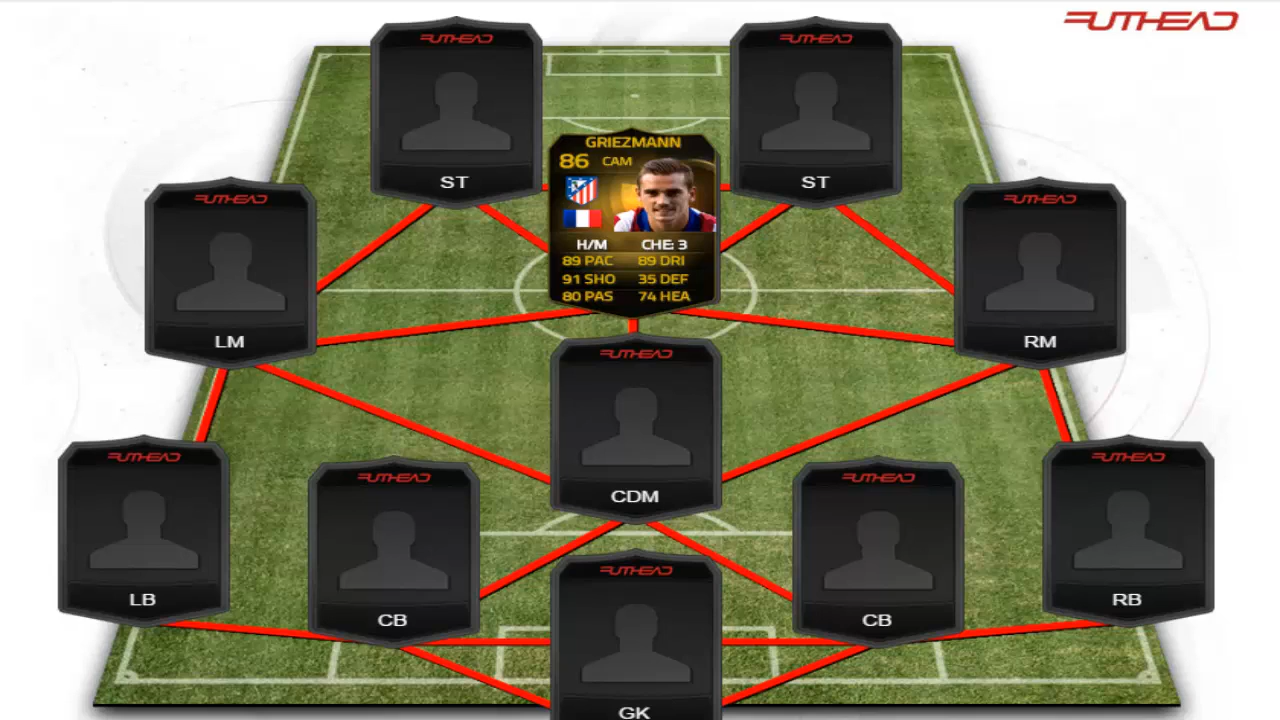 FUTHEAD
FUTHEAD
FUTHEAD
GRIEZMANN
86 CAM
ST
ST
FUTHEAD
FUTHEAD
H/M CHE: 3
89 PAC 89 DRI
91 SHO 35 DEF
80 PAS 74 HEA
LM
RM
FUTHEAD
FUTHEAD
FUTHEAD
FUTHEAD
FUTHEAD
CDM
FUTHEAD
LB
RB
CB
CB
GK